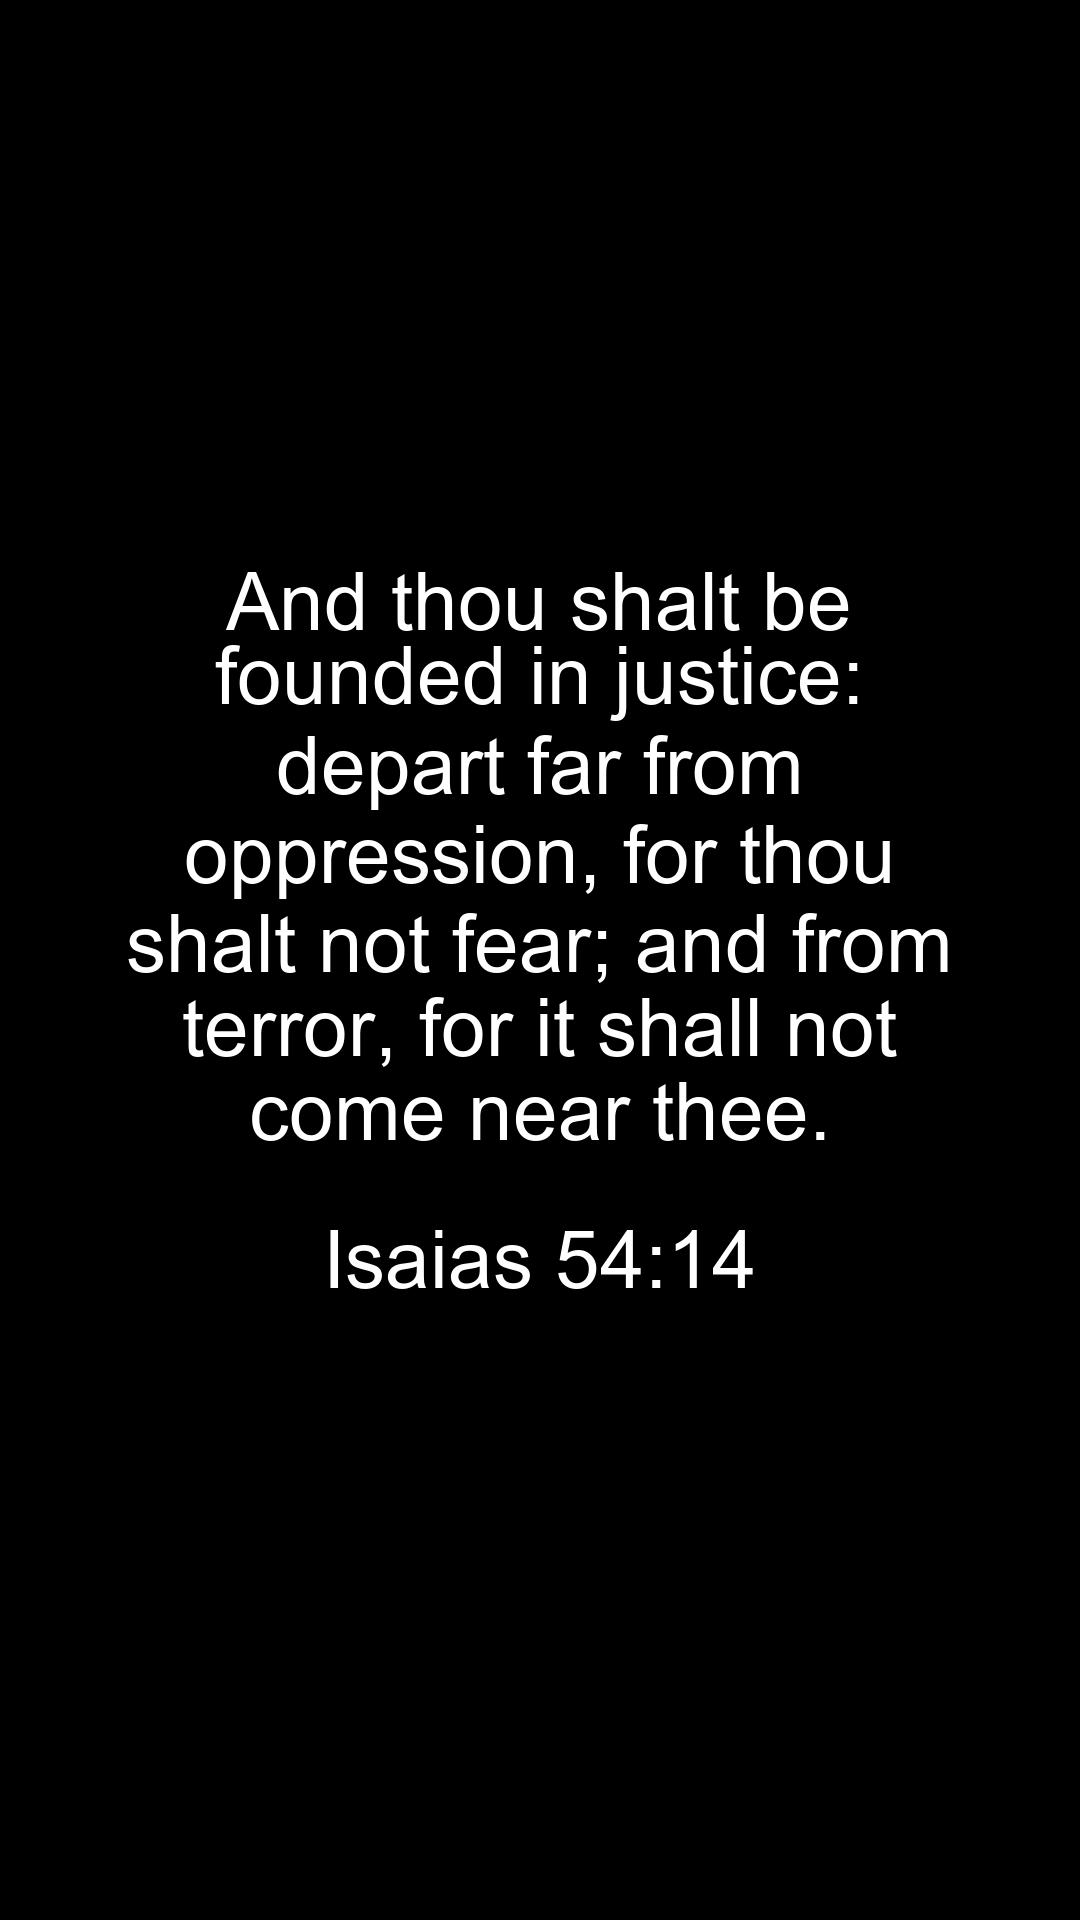 And thou shalt be
founded in justice:
depart far from
oppression, for thou
shalt not fear; and from
terror, for it shall not
come near thee.
Isaias 54:14